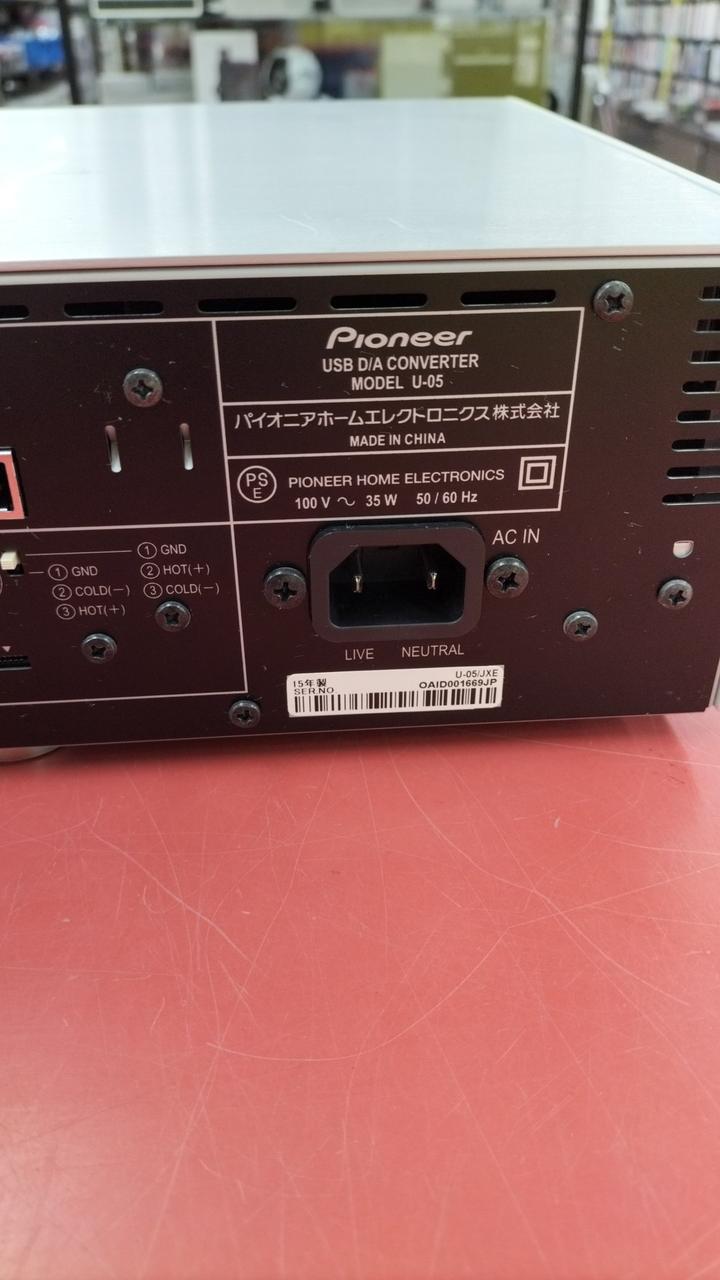 Pioneer
USB D/A CONVERTER
MODEL U-05
パイオニアホームエレクトロニクス株式会社
MADE IN CHINA
PS
E
PIONEER HOME ELECTRONICS
100 V ～ 35 W 50 / 60 Hz
AC IN
① GND
② HOT(+)
③ COLD(−)
① GND
② COLD(−)
③ HOT(+)
LIVE NEUTRAL
15年製
U-05/JXE
SER.NO.
OAID001669JP